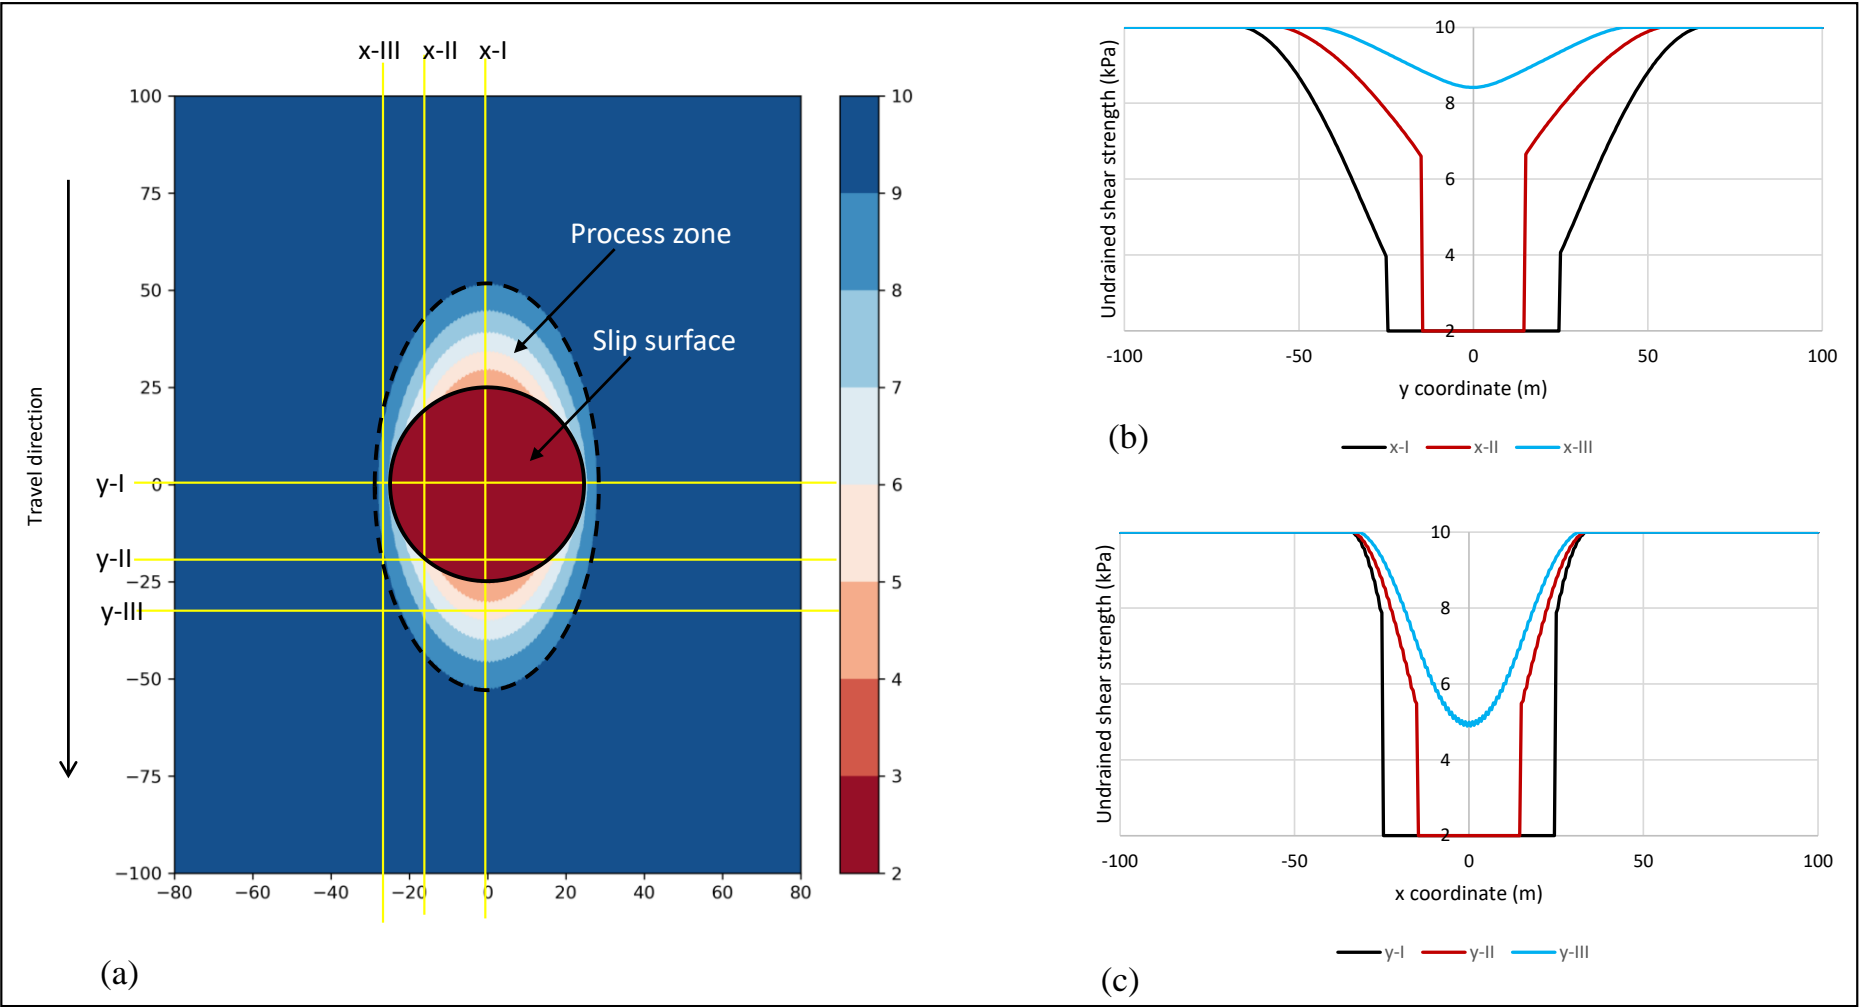 x-III x-II x-I
100
75
50
25
0
−25
−50
−75
−100
−80 −60 −40 −20 0 20 40 60 80
10
9
8
7
6
5
4
3
2
Process zone
Slip surface
Travel direction
y-I
y-II
y-III
(a)
Undrained shear strength (kPa)
10
8
6
4
2
-100 -50 0 50 100
y coordinate (m)
(b)
x-I x-II x-III
Undrained shear strength (kPa)
10
8
6
4
2
-100 -50 0 50 100
x coordinate (m)
y-I y-II y-III
(c)